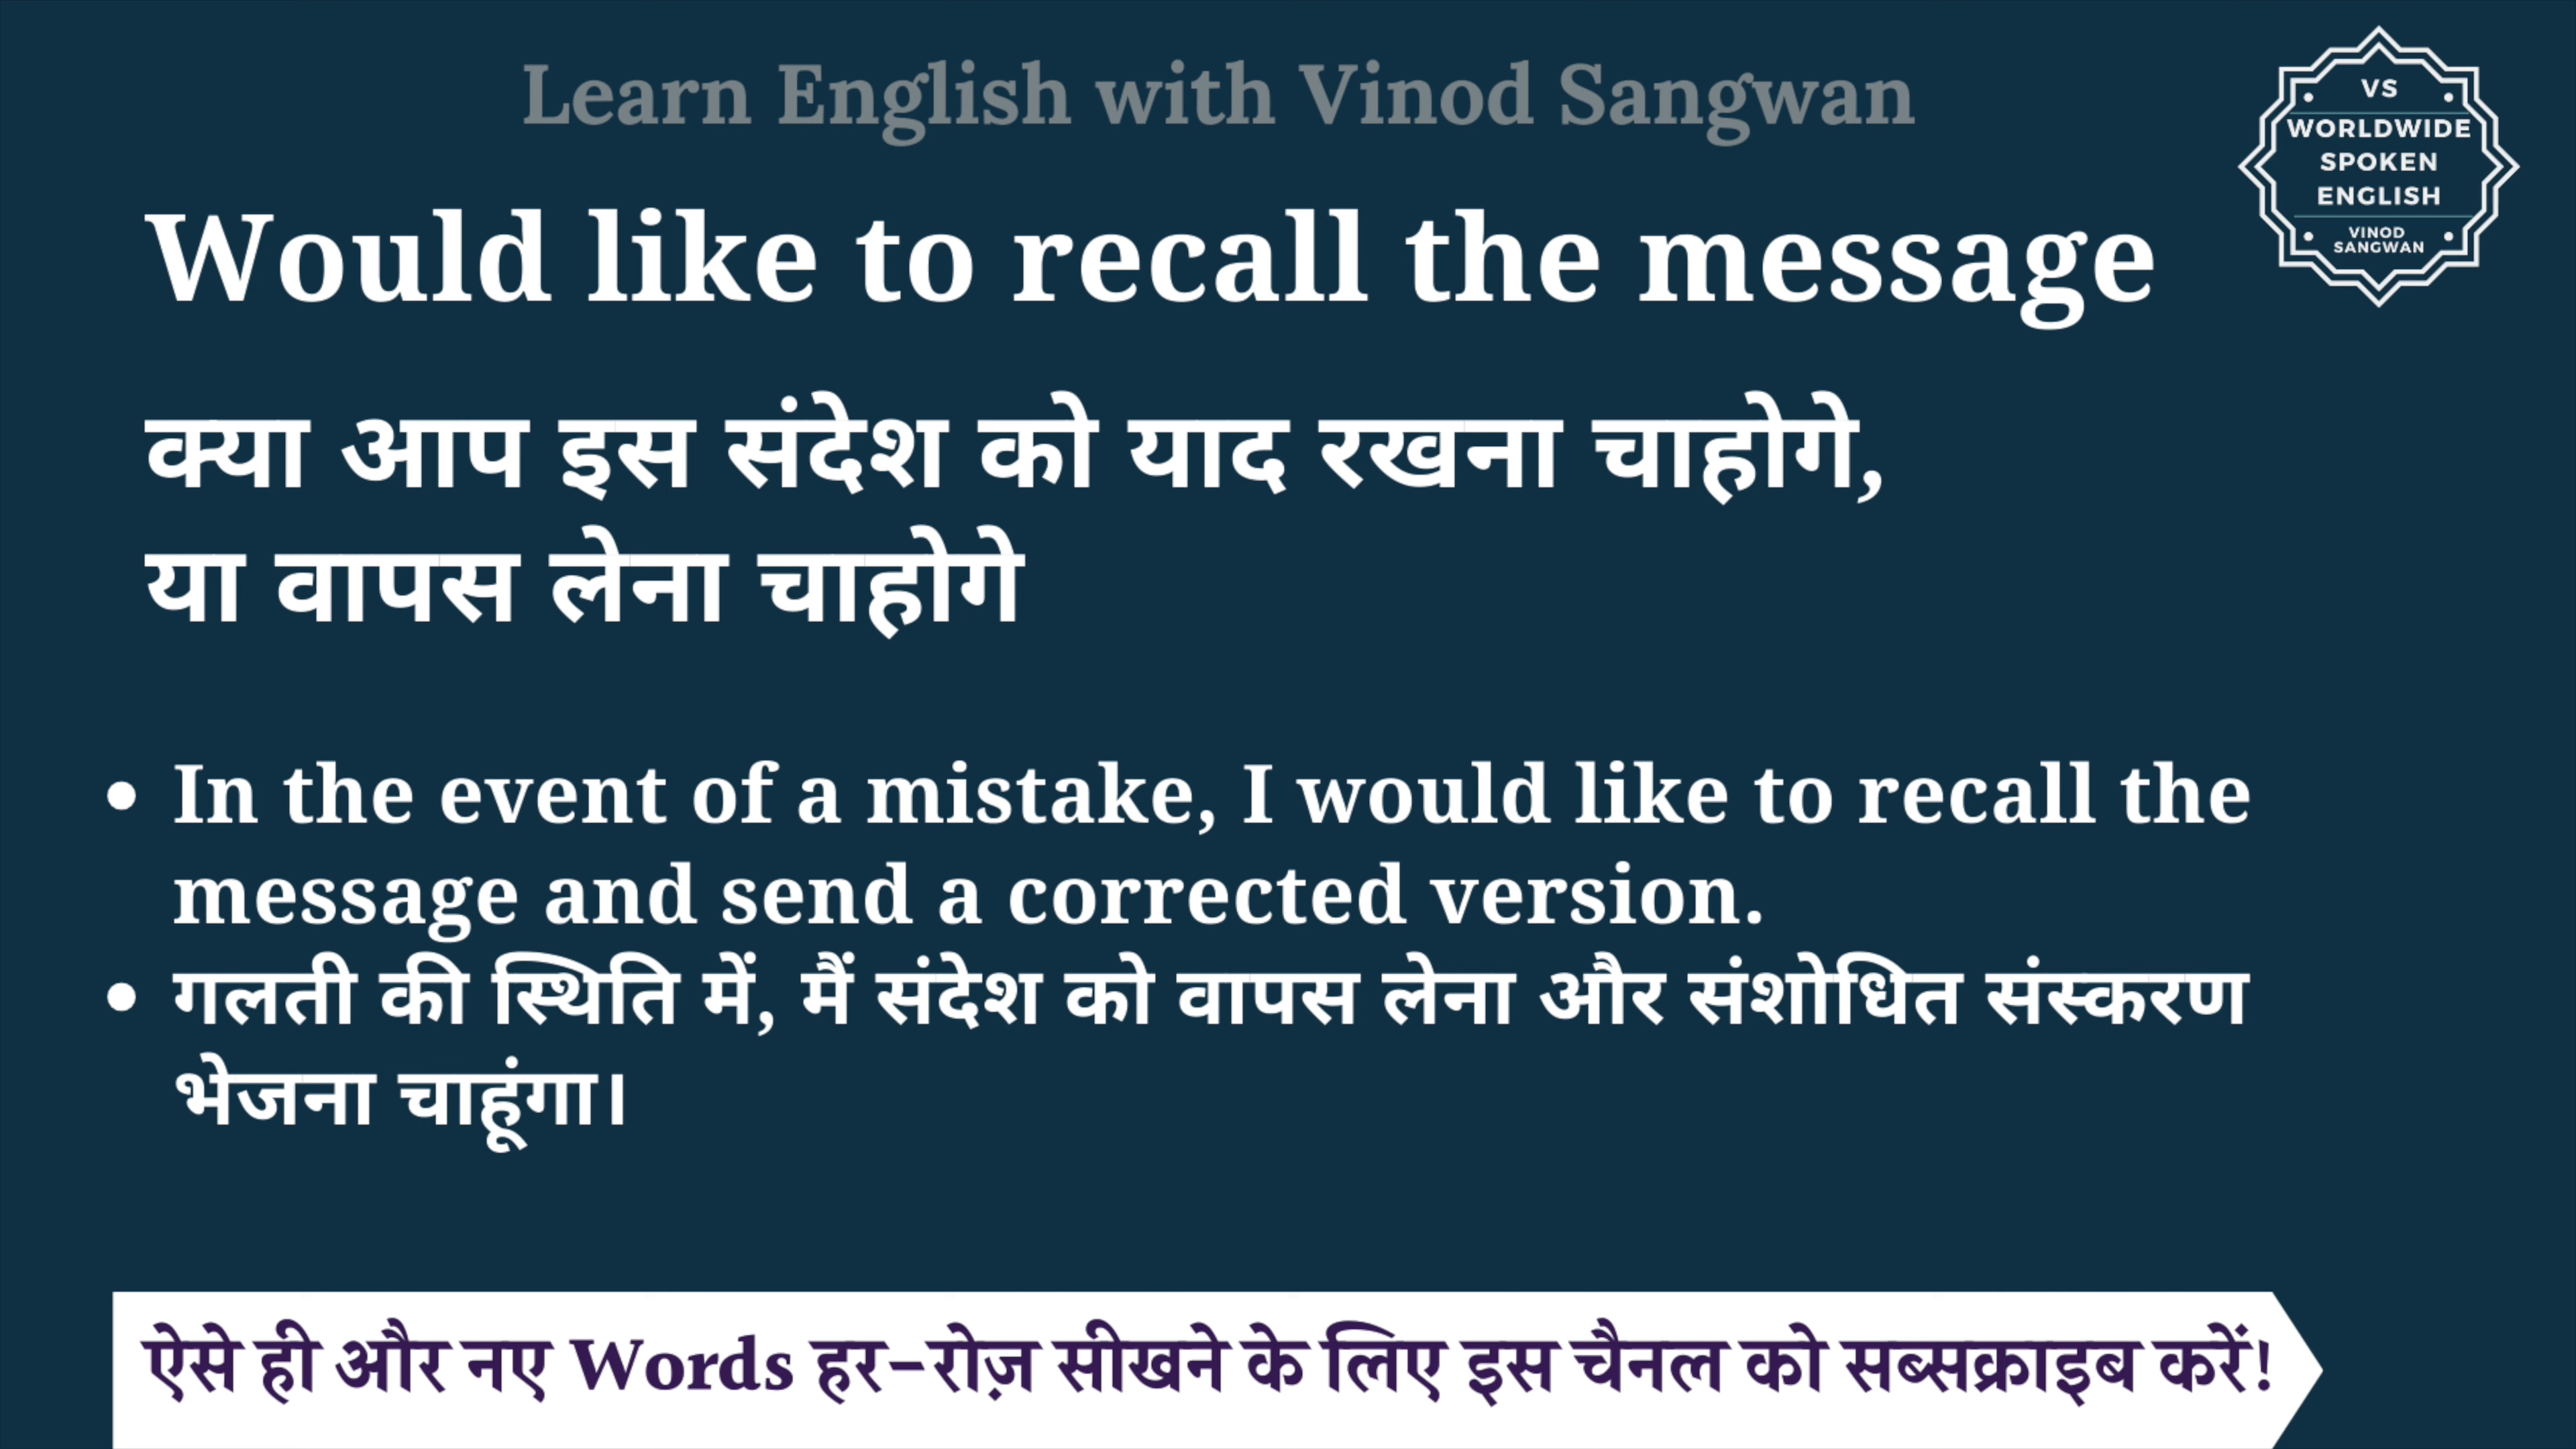 Learn English with Vinod Sangwan
VS
WORLDWIDE
SPOKEN
ENGLISH
VINOD
SANGWAN
Would like to recall the message
क्या आप इस संदेश को याद रखना चाहोगे,
या वापस लेना चाहोगे
• In the event of a mistake, I would like to recall the
message and send a corrected version.
• गलती की स्थिति में, मैं संदेश को वापस लेना और संशोधित संस्करण
भेजना चाहूंगा।
ऐसे ही और नए Words हर-रोज़ सीखने के लिए इस चैनल को सब्सक्राइब करें!